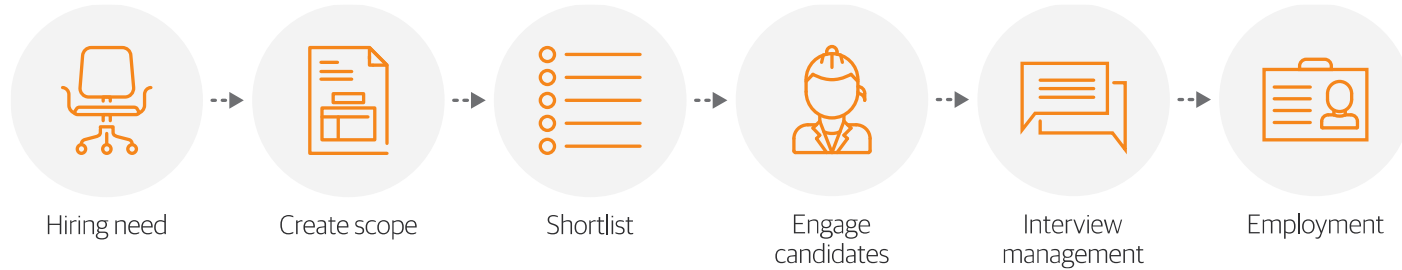 Hiring need
Create scope
Shortlist
Engage
candidates
Interview
management
Employment